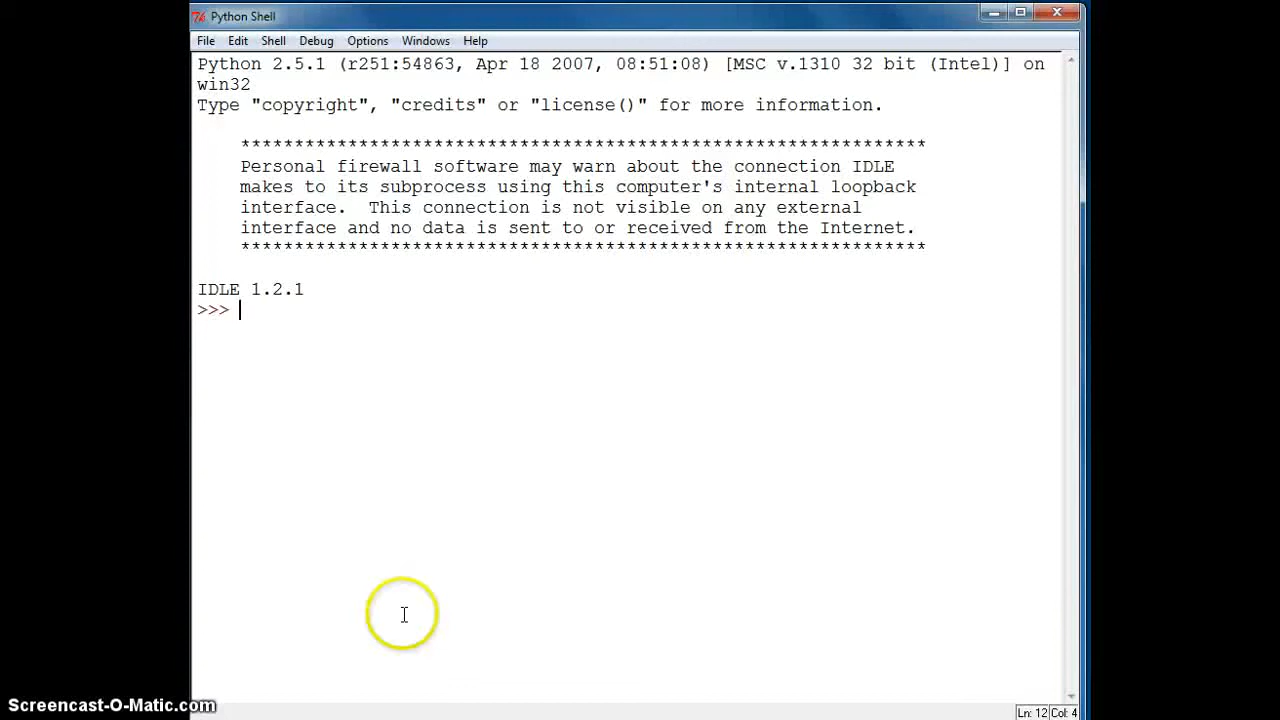 Python Shell
File Edit Shell Debug Options Windows Help
Python 2.5.1 (r251:54863, Apr 18 2007, 08:51:08) [MSC v.1310 32 bit (Intel)] on
win32
Type "copyright", "credits" or "license()" for more information.
****************************************************************
Personal firewall software may warn about the connection IDLE
makes to its subprocess using this computer's internal loopback
interface.  This connection is not visible on any external
interface and no data is sent to or received from the Internet.
****************************************************************
IDLE 1.2.1
>>>
Screencast-O-Matic.com
Ln: 12 Col: 4